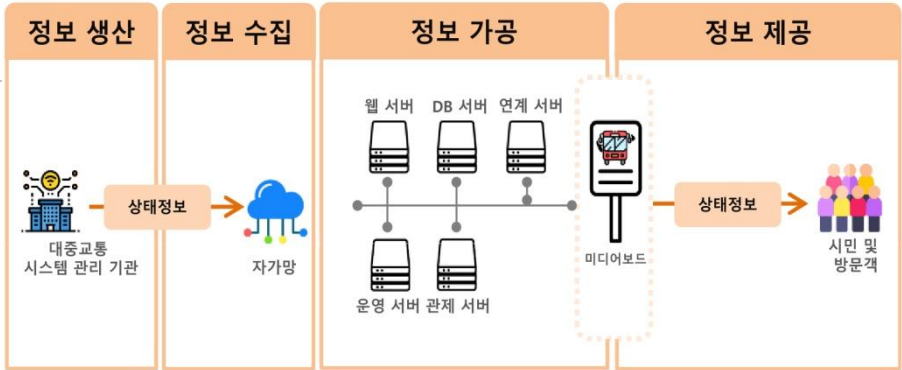 정보 생산
정보 수집
정보 가공
정보 제공
웹 서버
DB 서버
연계 서버
상태정보
대중교통
시스템 관리 기관
자가망
운영 서버
관제 서버
미디어보드
상태정보
시민 및
방문객